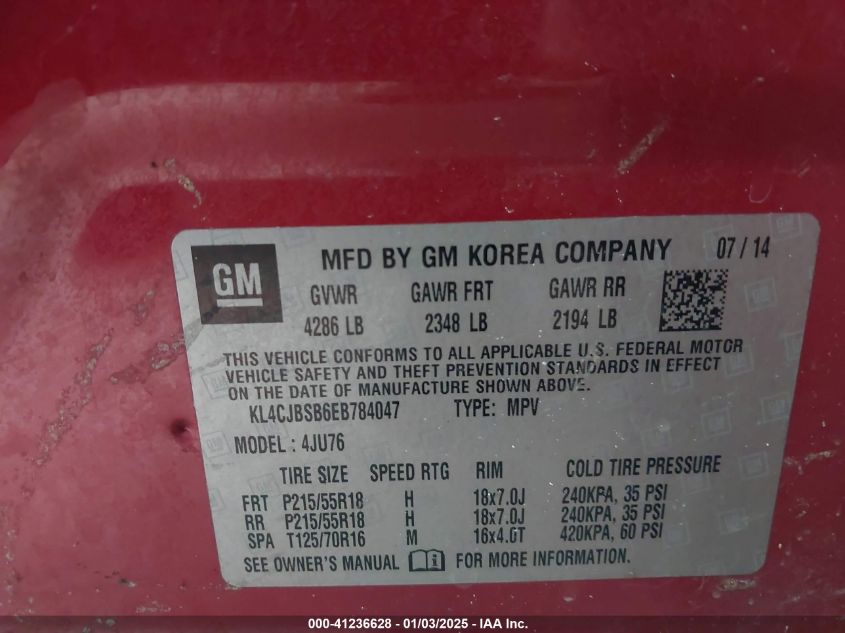 GM MFD BY GM KOREA COMPANY 07 / 14
GVWR GAWR FRT GAWR RR
4286 LB 2348 LB 2194 LB
THIS VEHICLE CONFORMS TO ALL APPLICABLE U.S. FEDERAL MOTOR
VEHICLE SAFETY AND THEFT PREVENTION STANDARDS IN EFFECT
ON THE DATE OF MANUFACTURE SHOWN ABOVE.
KL4CJBSB6EB784047 TYPE: MPV
MODEL : 4JU76
TIRE SIZE SPEED RTG RIM COLD TIRE PRESSURE
FRT P215/55R18 H 18x7.0J 240KPA, 35 PSI
RR P215/55R18 H 18x7.0J 240KPA, 35 PSI
SPA T125/70R16 M 16x4.0T 420KPA, 60 PSI
SEE OWNER'S MANUAL FOR MORE INFORMATION.
000-41236628 - 01/03/2025 - IAA Inc.